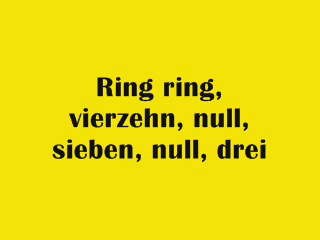 Ring ring,
vierzehn, null,
sieben, null, drei